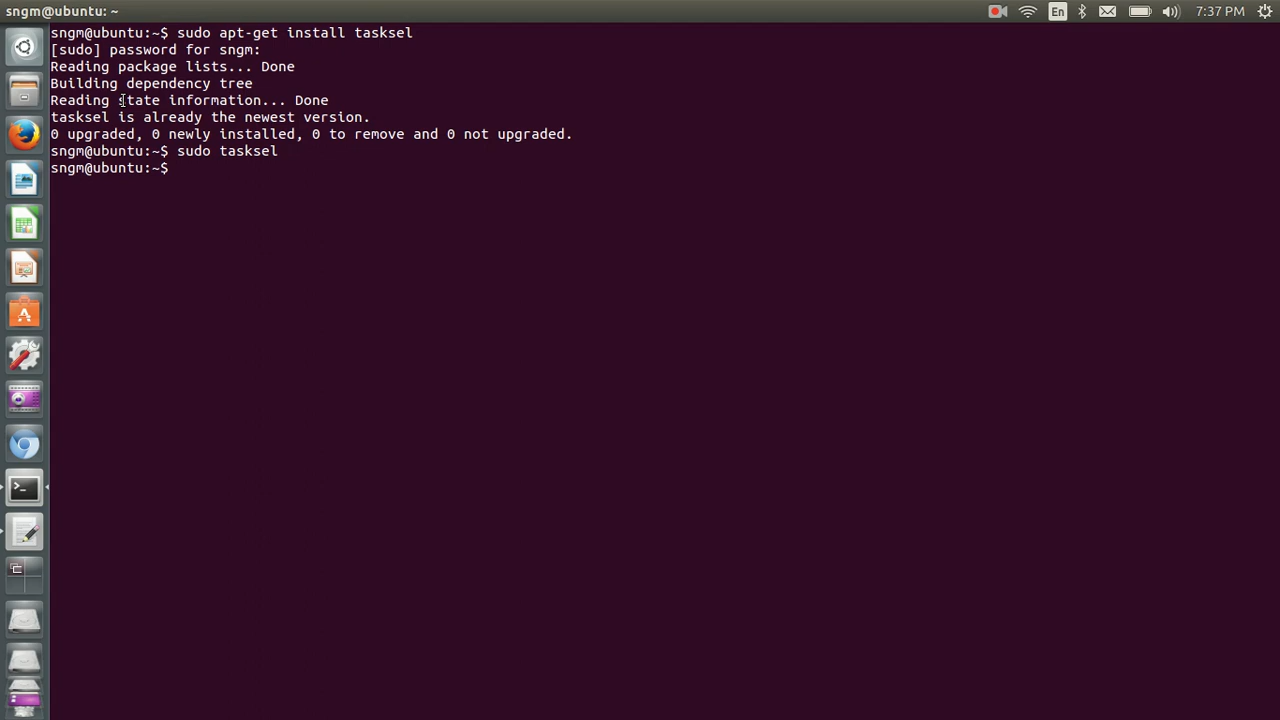 sngm@ubuntu: ~
En
7:37 PM
sngm@ubuntu:~$ sudo apt-get install tasksel
[sudo] password for sngm:
Reading package lists... Done
Building dependency tree
Reading state information... Done
tasksel is already the newest version.
0 upgraded, 0 newly installed, 0 to remove and 0 not upgraded.
sngm@ubuntu:~$ sudo tasksel
sngm@ubuntu:~$